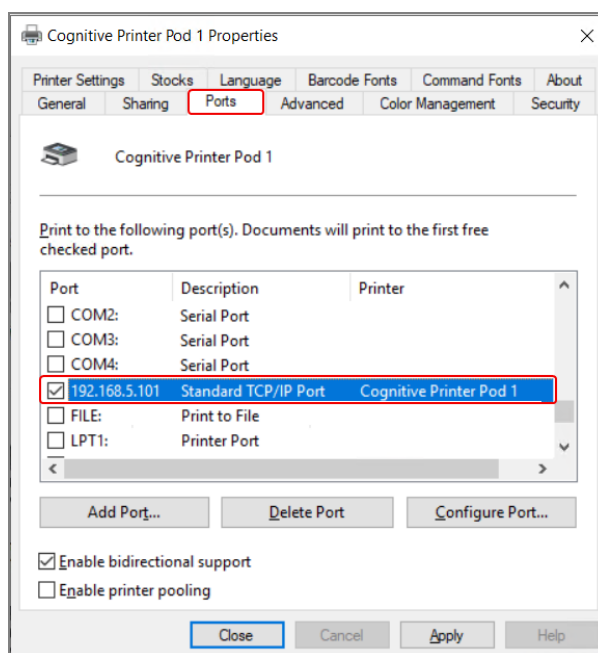 Cognitive Printer Pod 1 Properties
Printer Settings Stocks Language Barcode Fonts Command Fonts About
General Sharing Ports Advanced Color Management Security
Cognitive Printer Pod 1
Print to the following port(s). Documents will print to the first free
checked port.
Port Description Printer
COM2: Serial Port
COM3: Serial Port
COM4: Serial Port
192.168.5.101 Standard TCP/IP Port Cognitive Printer Pod 1
FILE: Print to File
LPT1: Printer Port
Add Port... Delete Port Configure Port...
Enable bidirectional support
Enable printer pooling
Close Cancel Apply Help